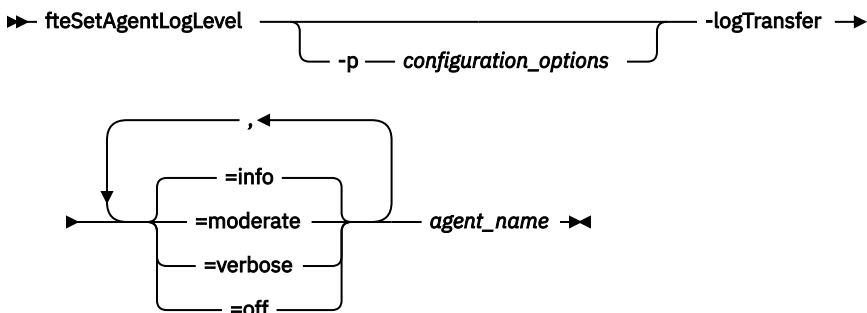 fteSetAgentLogLevel -logTransfer
-p configuration_options
,
=info
=moderate agent_name
=verbose
=off